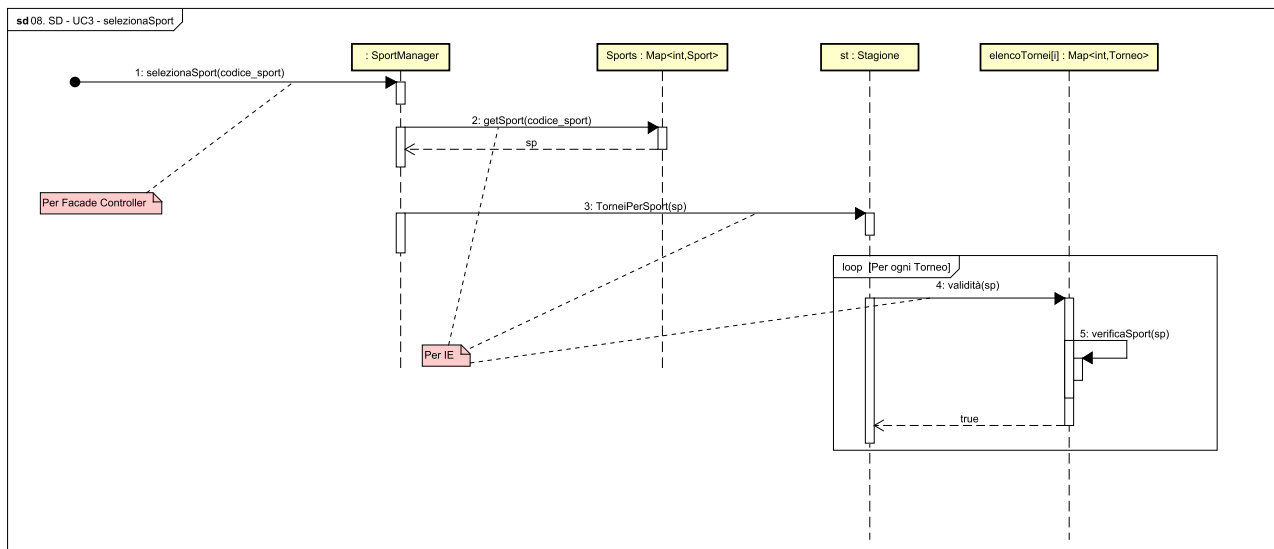 sd 08. SD - UC3 - selezionaSport
: SportManager
Sports : Map<int,Sport>
st : Stagione
elencoTornei[i] : Map<int,Torneo>
1: selezionaSport(codice_sport)
2: getSport(codice_sport)
sp
Per Facade Controller
3: TorneiPerSport(sp)
loop [Per ogni Torneo]
4: validità(sp)
5: verificaSport(sp)
Per IE
true